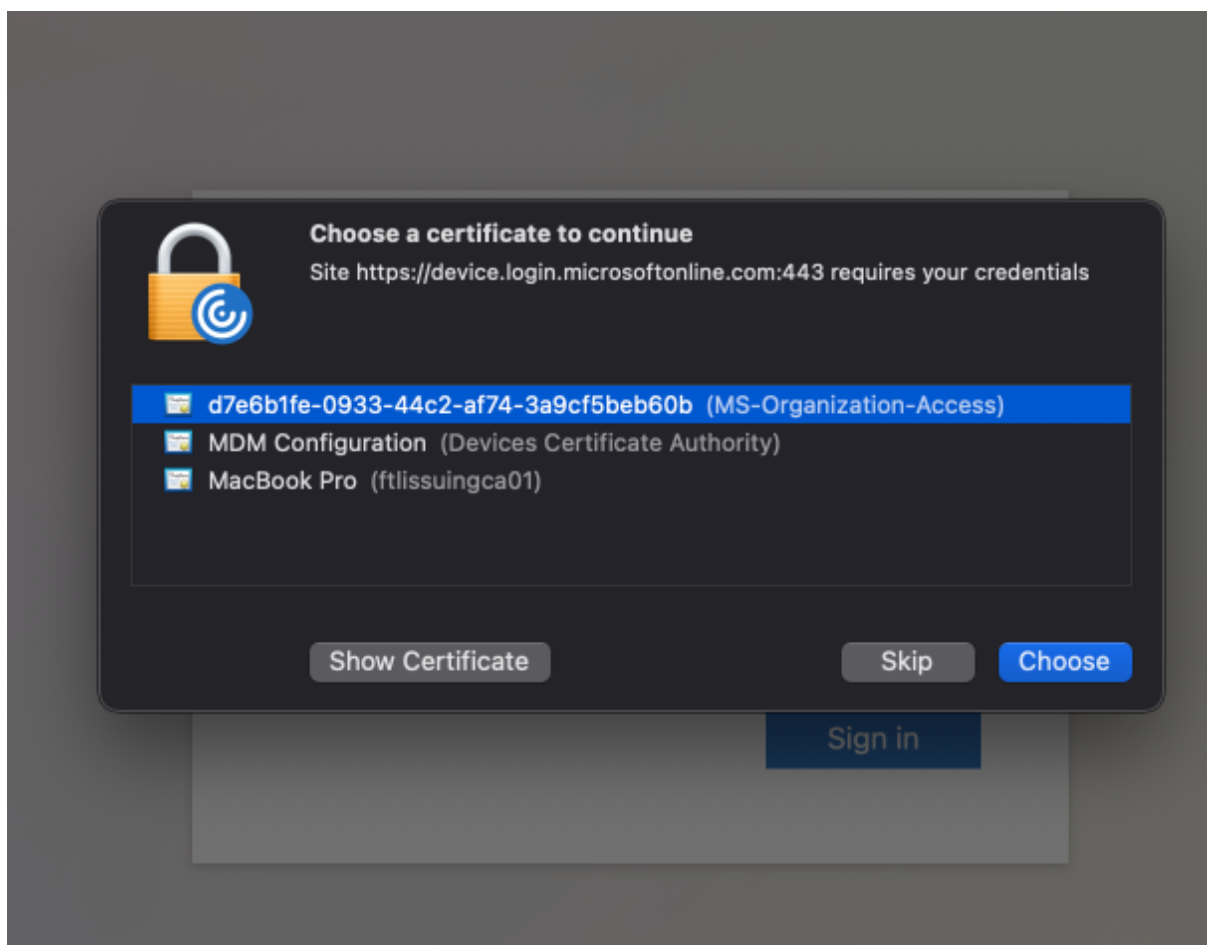 Choose a certificate to continue
Site https://device.login.microsoftonline.com:443 requires your credentials
d7e6b1fe-0933-44c2-af74-3a9cf5beb60b (MS-Organization-Access)
MDM Configuration (Devices Certificate Authority)
MacBook Pro (ftlissuingca01)
Show Certificate Skip Choose
Sign in